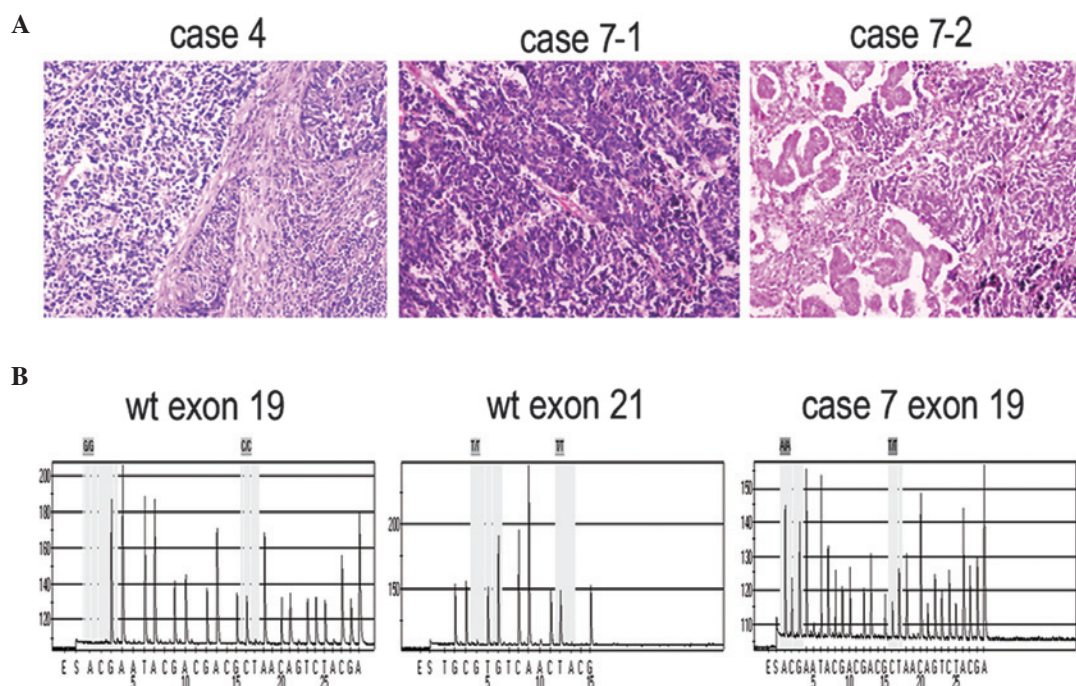 A
case 4 case 7-1 case 7-2
B
wt exon 19 wt exon 21 case 7 exon 19
G/G C/C
200
180
160
140
120
E S A C G A A T A C G A C G A C G C T A A C A G T C T A C G A
5 10 15 20 25
T/T T/T
200
150
E S T G C G T G T C A A C T A C G
5 10 15
A/A T/T
150
140
130
120
110
E S A C G A A T A C G A C G A C G C T A A C A G T C T A C G A
5 10 15 20 25